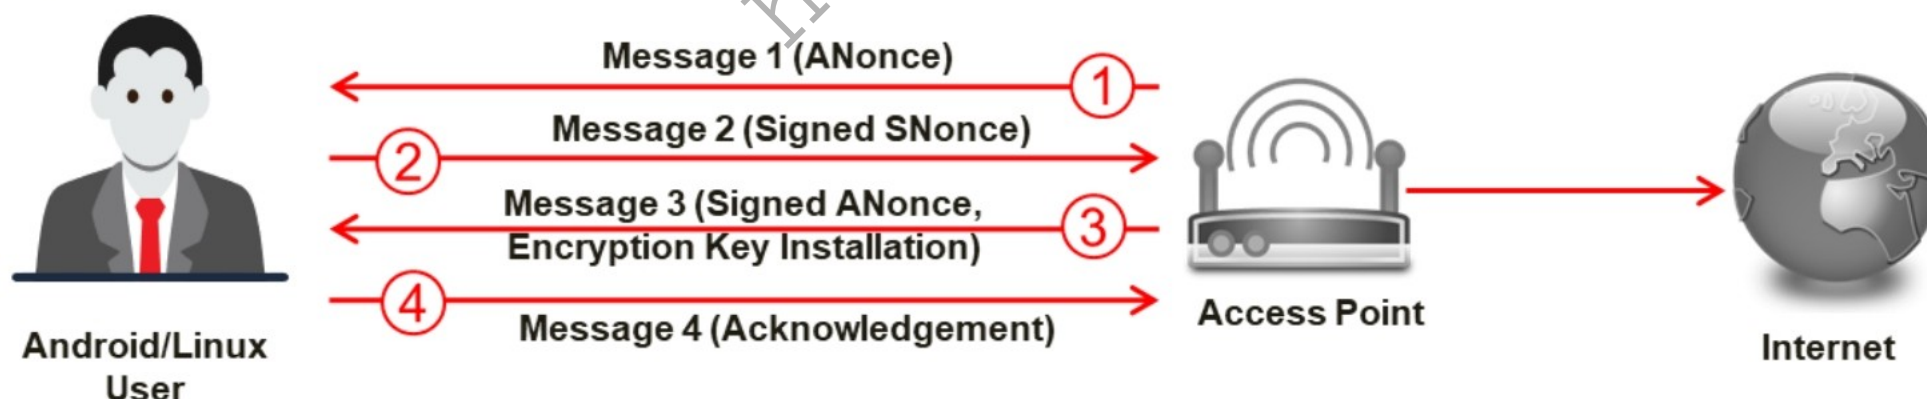 Message 1 (ANonce)
1
Message 2 (Signed SNonce)
2
Message 3 (Signed ANonce,
Encryption Key Installation)
3
4
Message 4 (Acknowledgement)
Android/Linux
User
Access Point
Internet